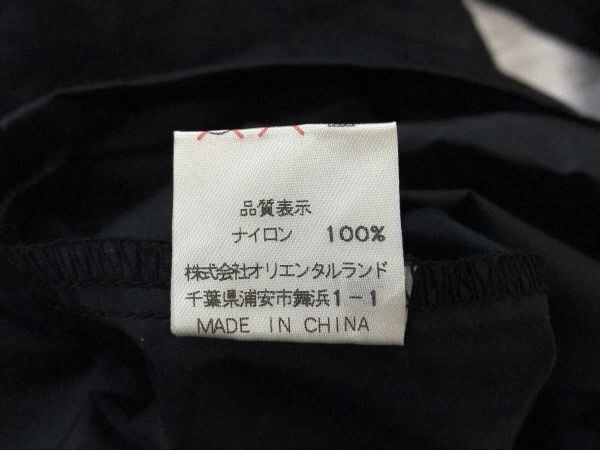 品質表示
ナイロン 100%
株式会社オリエンタルランド
千葉県浦安市舞浜1-1
MADE IN CHINA